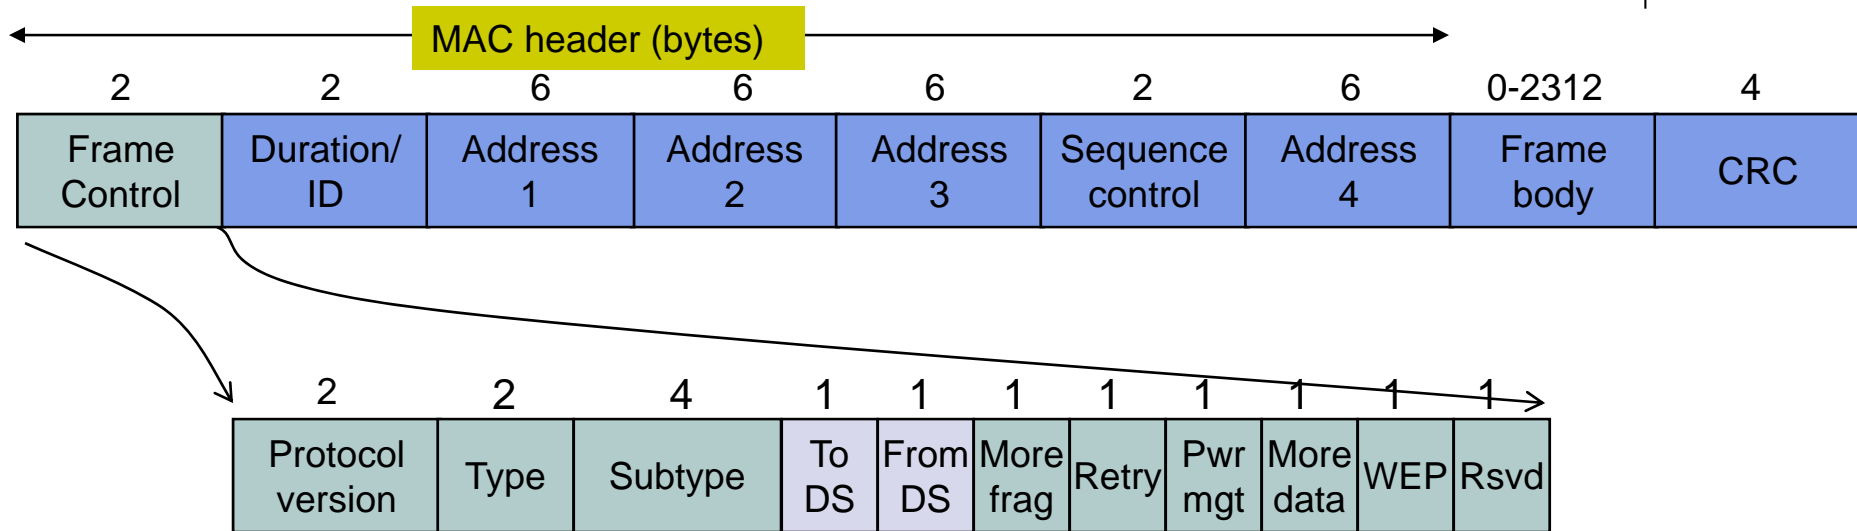 MAC header (bytes)
2 2 6 6 6 2 6 0-2312 4
Frame Control
Duration/ ID
Address 1
Address 2
Address 3
Sequence control
Address 4
Frame body
CRC
2 2 4 1 1 1 1 1 1 1 1
Protocol version
Type
Subtype
To DS
From DS
More frag
Retry
Pwr mgt
More data
WEP
Rsvd